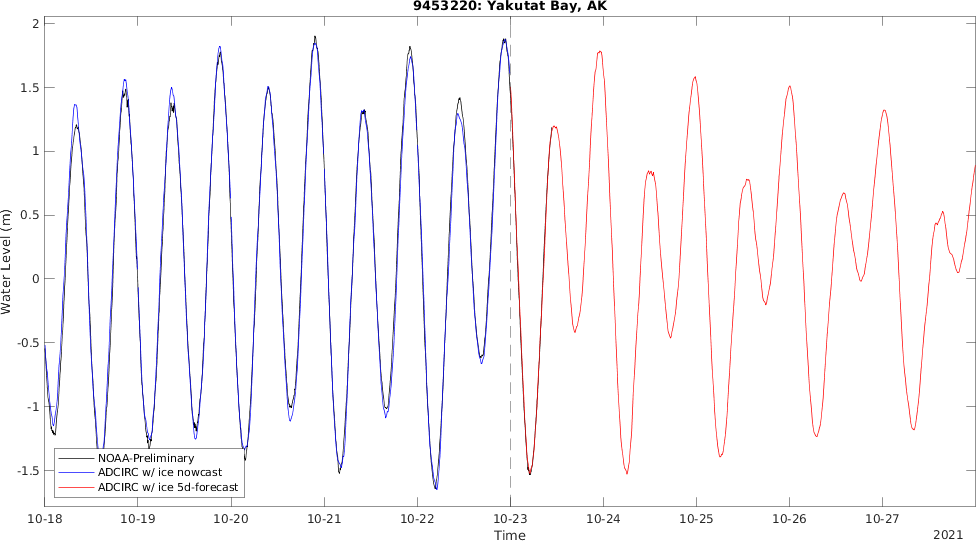 9453220: Yakutat Bay, AK
2
1.5
1
0.5
0
-0.5
-1
-1.5
Water Level (m)
NOAA-Preliminary
ADCIRC w/ ice nowcast
ADCIRC w/ ice 5d-forecast
10-18 10-19 10-20 10-21 10-22 10-23 10-24 10-25 10-26 10-27
Time
2021